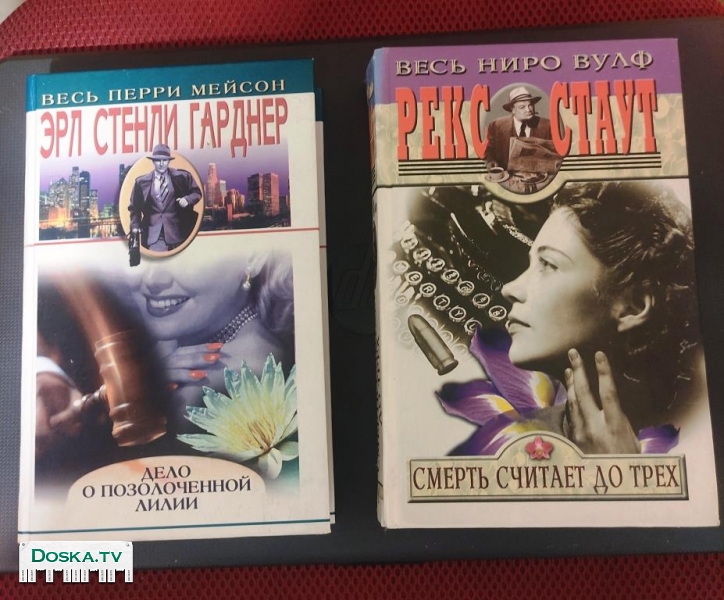 ВЕСЬ ПЕРРИ МЕЙСОН
ЭРЛ СТЕНЛИ ГАРДНЕР
ДЕЛО
О ПОЗОЛОЧЕННОЙ
ЛИЛИИ
ВЕСЬ НИРО ВУЛФ
РЕКС СТАУТ
СМЕРТЬ СЧИТАЕТ ДО ТРЕХ
DOSKA.TV